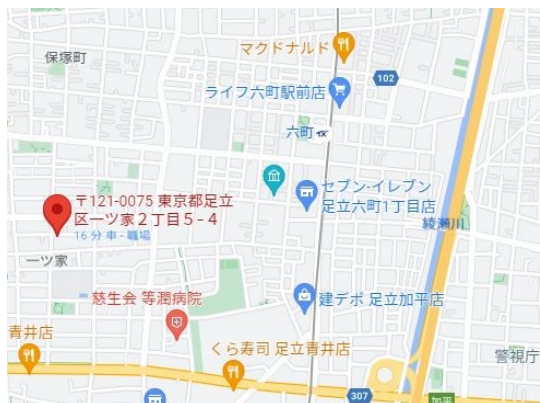 マクドナルド
保塚町
102
ライフ六町駅前店
六町
セブン-イレブン
足立六町1丁目店
〒121-0075 東京都足立
区一ツ家2丁目5−4
16 分 車 - 職場
綾瀬川
一ツ家
慈生会 等潤病院
建デポ 足立加平店
青井店
くら寿司 足立青井店
警視庁
307
加平